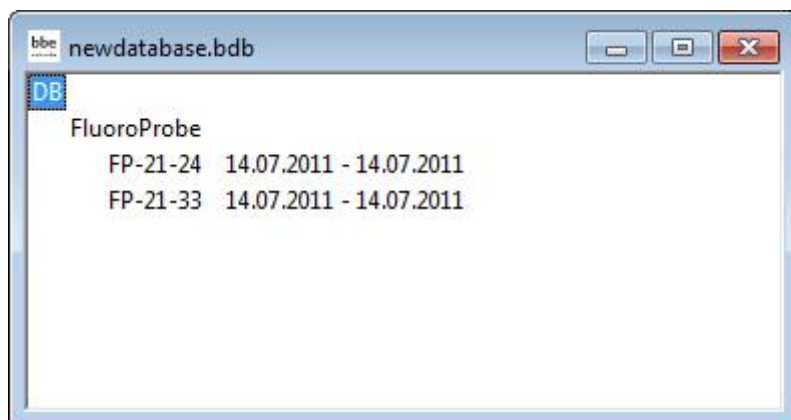 bbe newdatabase.bdb
DB
FluoroProbe
FP-21-24 14.07.2011 - 14.07.2011
FP-21-33 14.07.2011 - 14.07.2011